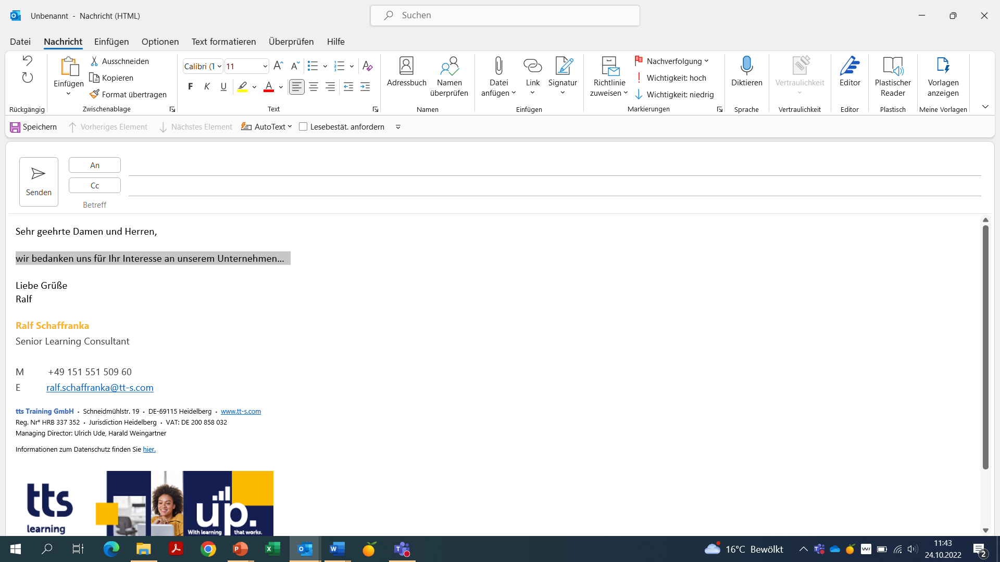 Unbenannt - Nachricht (HTML)
Suchen
Datei Nachricht Einfügen Optionen Text formatieren Überprüfen Hilfe
Einfügen
Ausschneiden
Kopieren
Format übertragen
Calibri (T 11
F K U A
Adressbuch
Namen überprüfen
Datei anfügen
Link
Signatur
Richtlinie zuweisen
Nachverfolgung
Wichtigkeit: hoch
Wichtigkeit: niedrig
Diktieren
Vertraulichkeit
Editor
Plastischer Reader
Vorlagen anzeigen
Rückgängig Zwischenablage Text Namen Einfügen Markierungen Sprache Vertraulichkeit Editor Plastisch Meine Vorlagen
Speichern Vorheriges Element Nächstes Element AutoText Lesebestät. anfordern
Senden
An
Cc
Betreff
Sehr geehrte Damen und Herren,
wir bedanken uns für Ihr Interesse an unserem Unternehmen...
Liebe Grüße
Ralf
Ralf Schaffranka
Senior Learning Consultant
M +49 151 551 509 60
E ralf.schaffranka@tt-s.com
tts Training GmbH · Schneidmühlstr. 19 · DE-69115 Heidelberg · www.tt-s.com
Reg. Nr° HRB 337 352 · Jurisdiction Heidelberg · VAT: DE 200 858 032
Managing Director: Ulrich Ude, Harald Weingartner
Informationen zum Datenschutz finden Sie hier.
tts
learning
up.
With learning that works.
16°C Bewölkt
11:43
24.10.2022
2